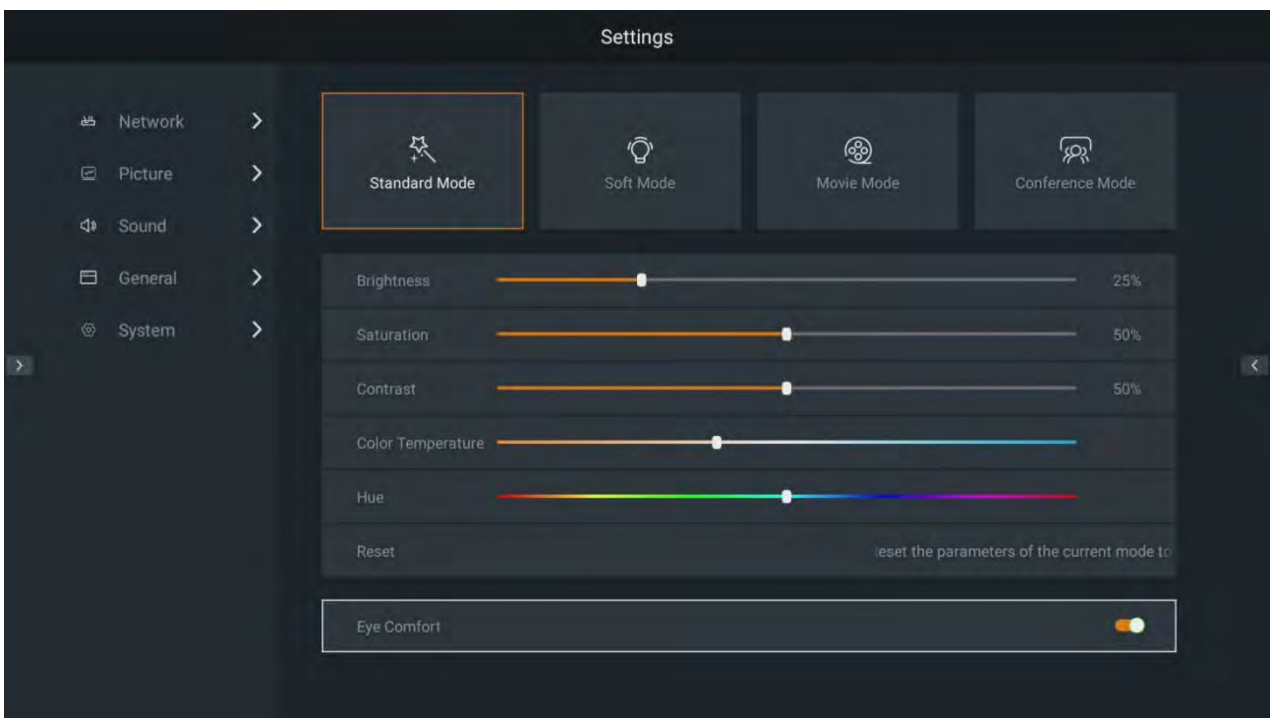 Settings
Network
Picture
Sound
General
System
Standard Mode
Soft Mode
Movie Mode
Conference Mode
Brightness 25%
Saturation 50%
Contrast 50%
Color Temperature
Hue
Reset eset the parameters of the current mode to
Eye Comfort